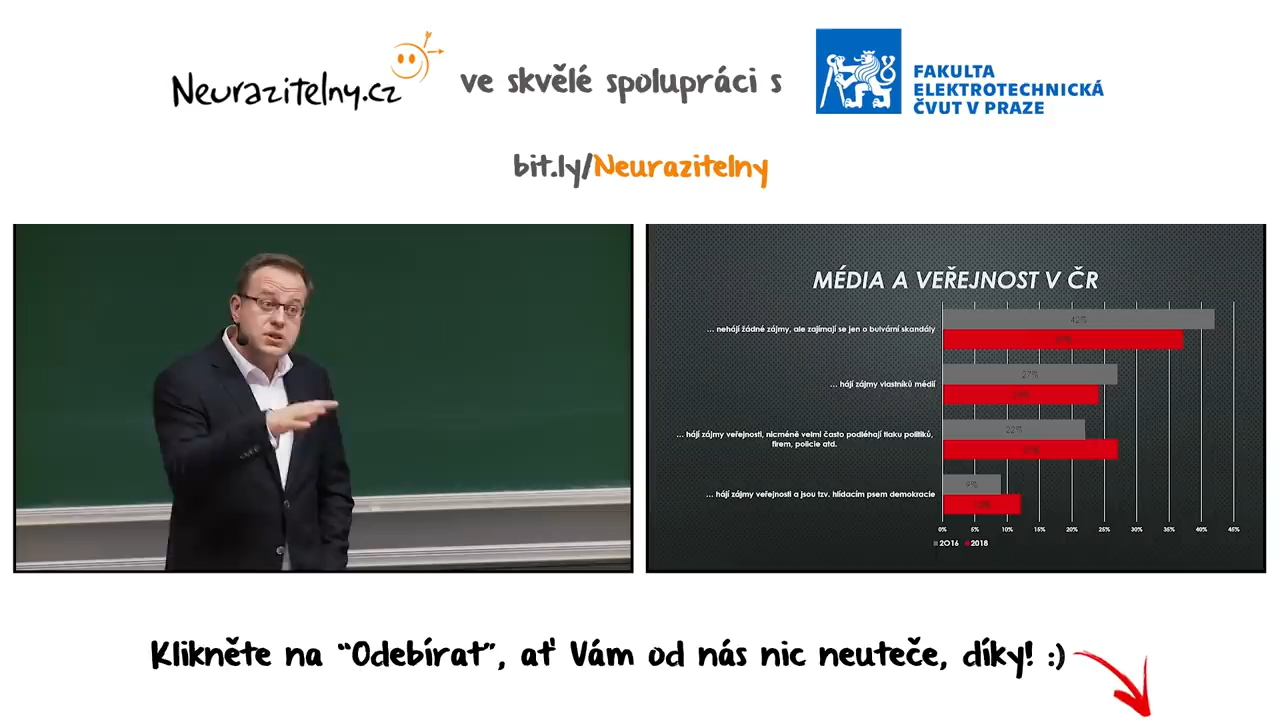 Neurazitelny.cz ve skvělé spolupráci s
FAKULTA
ELEKTROTECHNICKÁ
ČVUT V PRAZE
bit.ly/Neurazitelny
MÉDIA A VEŘEJNOST V ČR
... nehájí žádné zájmy, ale zajímají se jen o bulvární skandály
42%
37%
... hájí zájmy vlastníků médií
27%
... hájí zájmy veřejnosti, nicméně velmi často podléhají tlaku politiků,
firem, policie atd.
22%
... hájí zájmy veřejnosti a jsou tzv. hlídacím psem demokracie
9%
0% 5% 10% 15% 20% 25% 30% 35% 40% 45%
2016 2018
Klikněte na “Odebírat”, ať Vám od nás nic neuteče, díky! :)